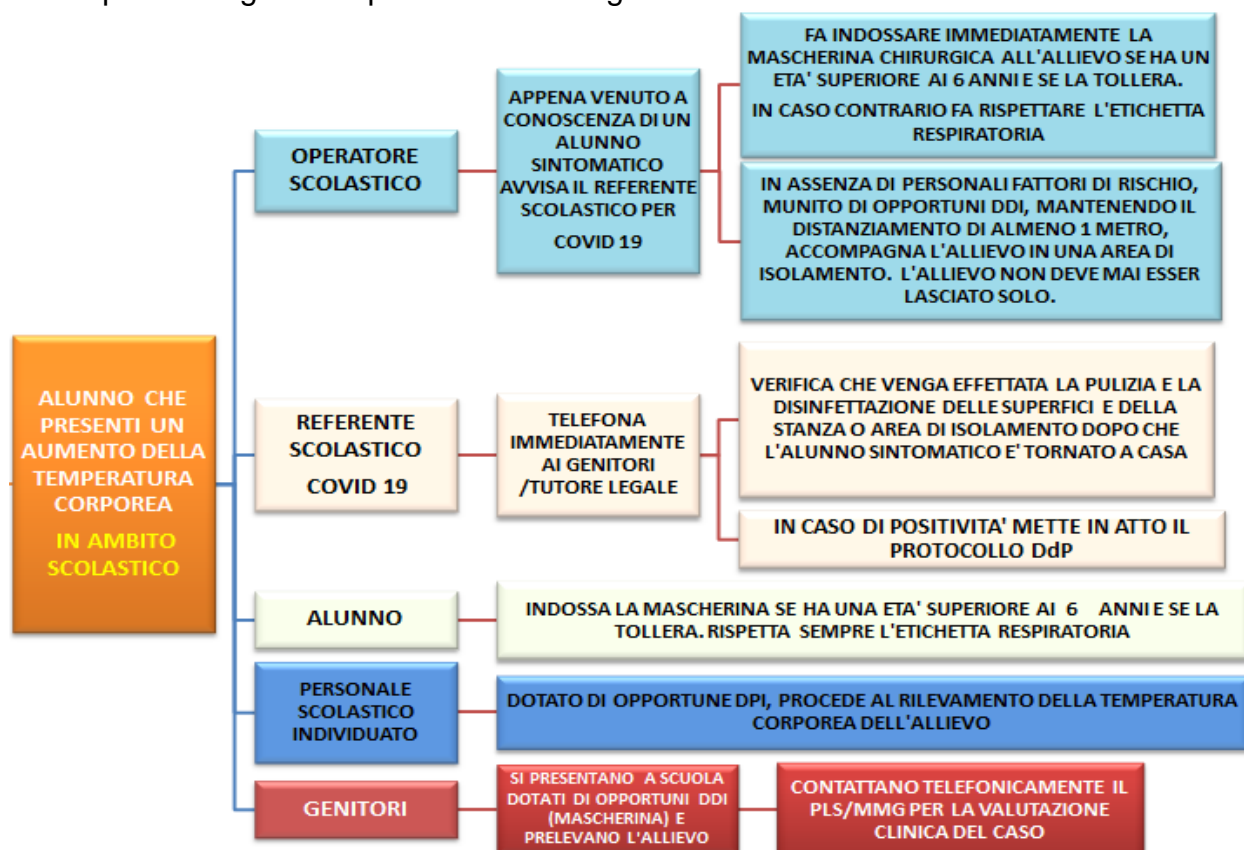 ALUNNO CHE
PRESENTI UN
AUMENTO DELLA
TEMPERATURA
CORPOREA
IN AMBITO
SCOLASTICO
OPERATORE
SCOLASTICO
APPENA VENUTO A
CONOSCENZA DI UN
ALUNNO
SINTOMATICO
AVVISA IL REFERENTE
SCOLASTICO PER
COVID 19
FA INDOSSARE IMMEDIATAMENTE LA
MASCHERINA CHIRURGICA ALL'ALLIEVO SE HA UN
ETA' SUPERIORE AI 6 ANNI E SE LA TOLLERA.
IN CASO CONTRARIO FA RISPETTARE L'ETICHETTA
RESPIRATORIA
IN ASSENZA DI PERSONALI FATTORI DI RISCHIO,
MUNITO DI OPPORTUNI DDI, MANTENENDO IL
DISTANZIAMENTO DI ALMENO 1 METRO,
ACCOMPAGNA L'ALLIEVO IN UNA AREA DI
ISOLAMENTO. L'ALLIEVO NON DEVE MAI ESSER
LASCIATO SOLO.
REFERENTE
SCOLASTICO
COVID 19
TELEFONA
IMMEDIATAMENTE
AI GENITORI
/TUTORE LEGALE
VERIFICA CHE VENGA EFFETTATA LA PULIZIA E LA
DISINFETTAZIONE DELLE SUPERFICI E DELLA
STANZA O AREA DI ISOLAMENTO DOPO CHE
L'ALUNNO SINTOMATICO E' TORNATO A CASA
IN CASO DI POSITIVITA' METTE IN ATTO IL
PROTOCOLLO DdP
ALUNNO
INDOSSA LA MASCHERINA SE HA UNA ETA' SUPERIORE AI 6 ANNI E SE LA
TOLLERA. RISPETTA SEMPRE L'ETICHETTA RESPIRATORIA
PERSONALE
SCOLASTICO
INDIVIDUATO
DOTATO DI OPPORTUNE DPI, PROCEDE AL RILEVAMENTO DELLA TEMPERATURA
CORPOREA DELL'ALLIEVO
GENITORI
SI PRESENTANO A SCUOLA
DOTATI DI OPPORTUNI DDI
(MASCHERINA) E
PRELEVANO L'ALLIEVO
CONTATTANO TELEFONICAMENTE IL
PLS/MMG PER LA VALUTAZIONE
CLINICA DEL CASO